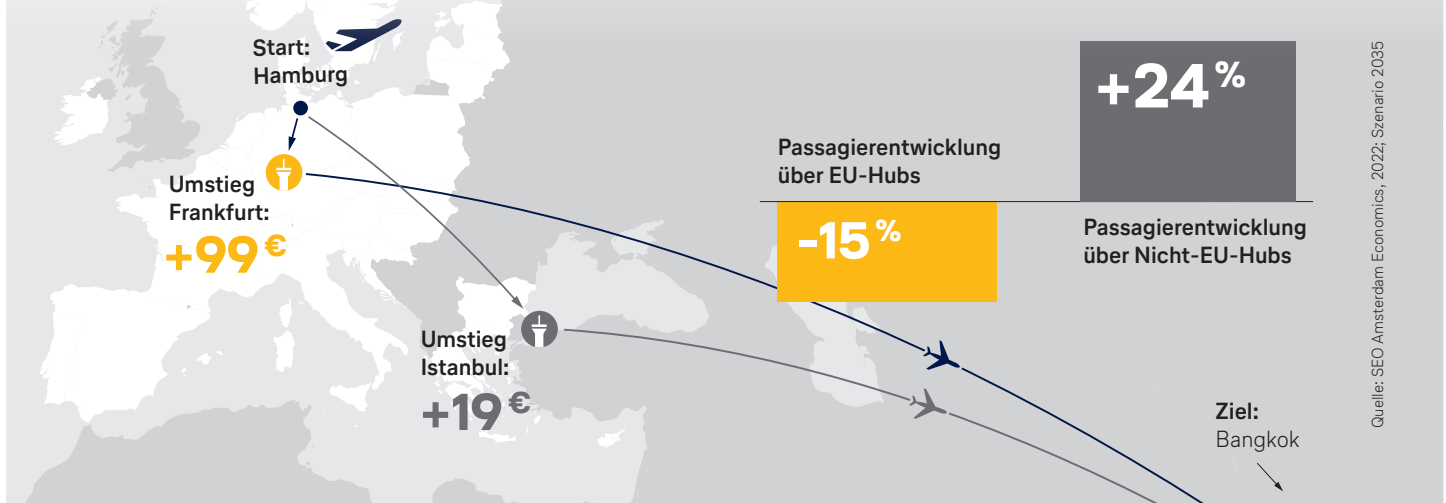 Start:
Hamburg
Umstieg
Frankfurt:
+99 €
Umstieg
Istanbul:
+19 €
Passagierentwicklung
über EU-Hubs
-15 %
+24 %
Passagierentwicklung
über Nicht-EU-Hubs
Ziel:
Bangkok
Quelle: SEO Amsterdam Economics, 2022; Szenario 2035